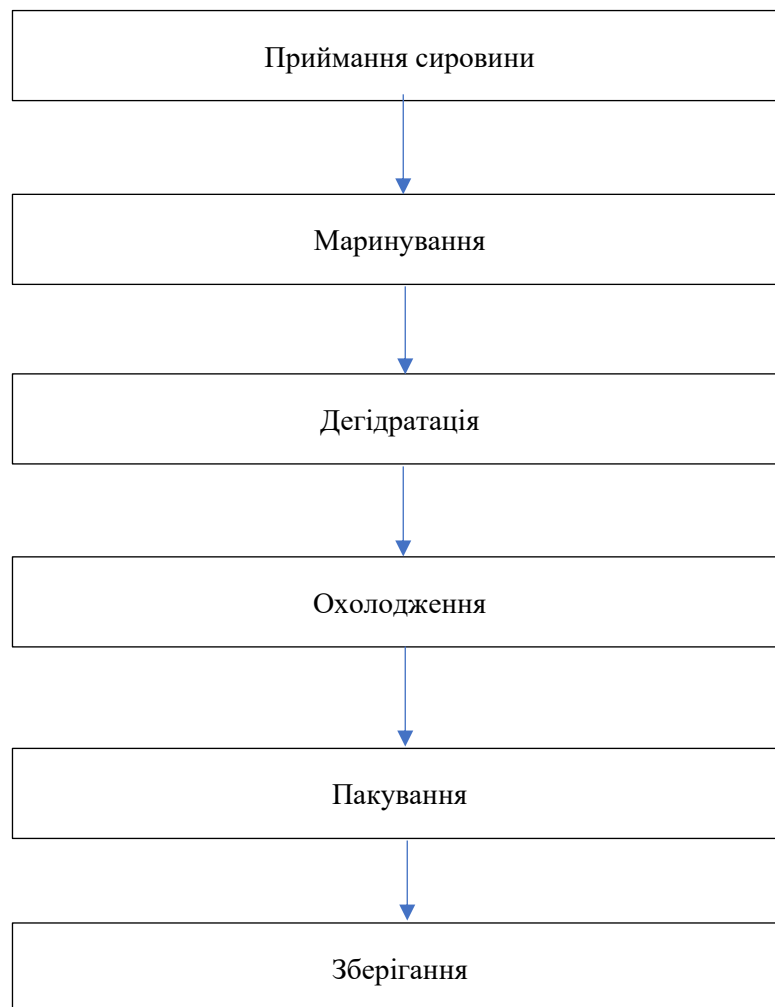 Приймання сировини
Маринування
Дегідратація
Охолодження
Пакування
Зберігання